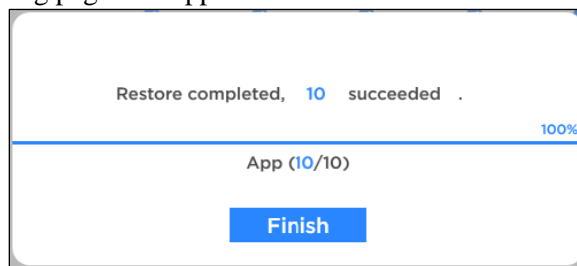 Restore completed, 10 succeeded .
100%
App (10/10)
Finish